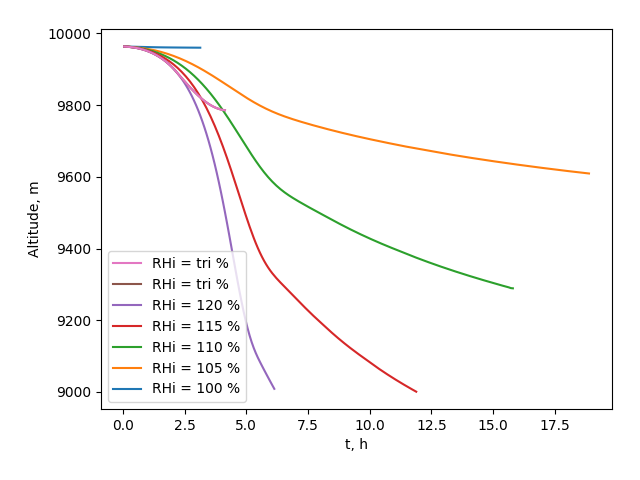 10000
9800
9600
9400
9200
9000
Altitude, m
RHi = tri %
RHi = tri %
RHi = 120 %
RHi = 115 %
RHi = 110 %
RHi = 105 %
RHi = 100 %
0.0 2.5 5.0 7.5 10.0 12.5 15.0 17.5
t, h